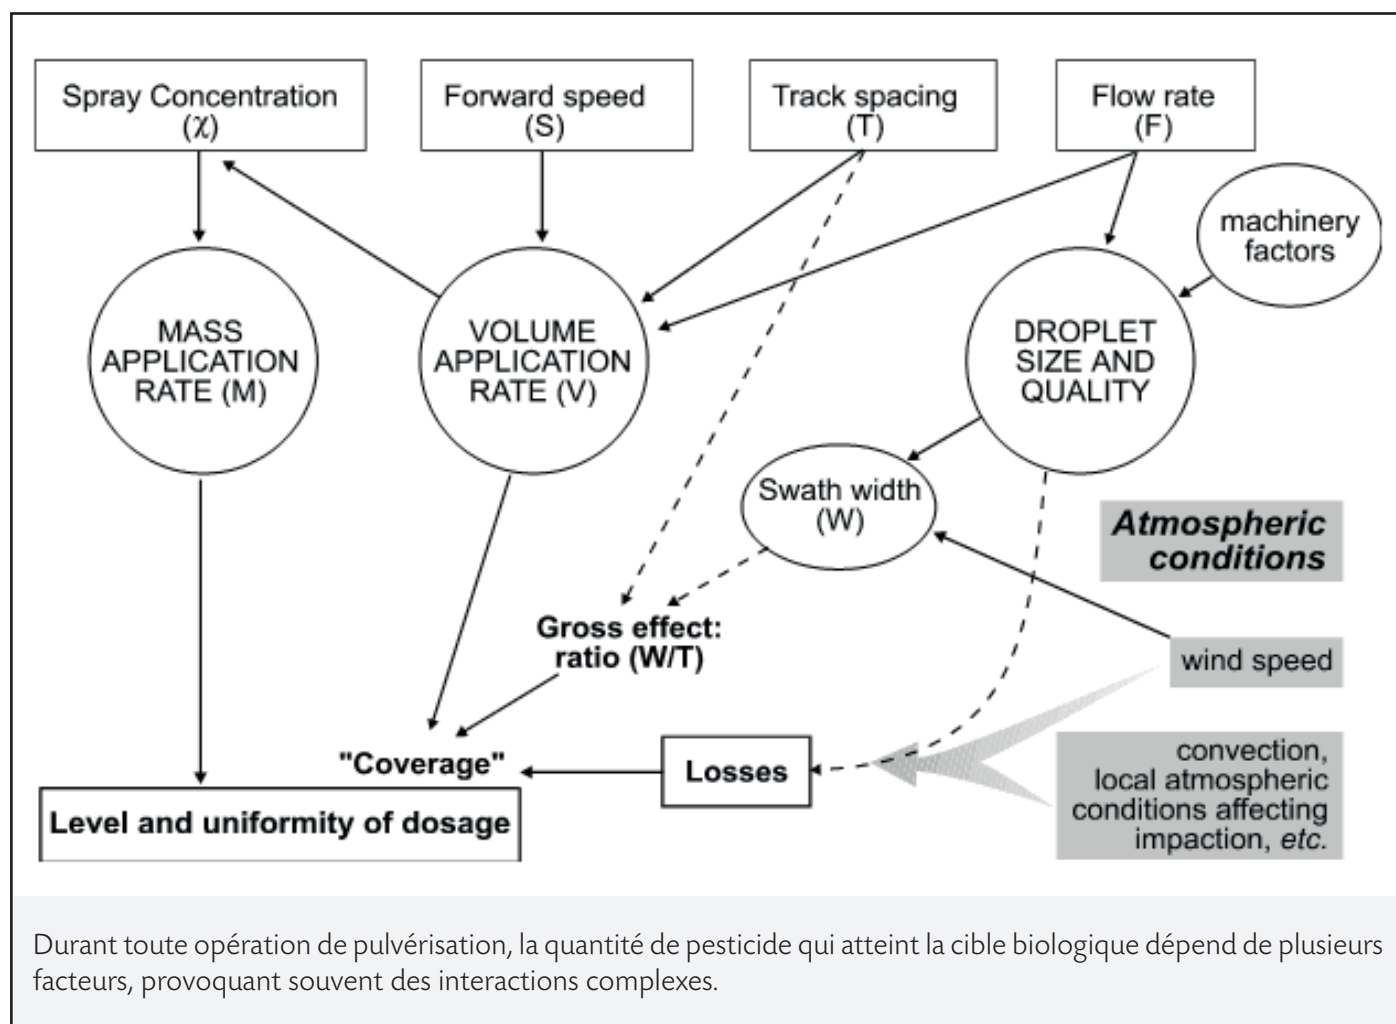 Spray Concentration
(χ)
Forward speed
(S)
Track spacing
(T)
Flow rate
(F)
machinery
factors
MASS
APPLICATION
RATE (M)
VOLUME
APPLICATION
RATE (V)
DROPLET
SIZE AND
QUALITY
Swath width
(W)
Atmospheric
conditions
Gross effect:
ratio (W/T)
wind speed
"Coverage"
Losses
convection,
local atmospheric
conditions affecting
impaction, etc.
Level and uniformity of dosage
Durant toute opération de pulvérisation, la quantité de pesticide qui atteint la cible biologique dépend de plusieurs
facteurs, provoquant souvent des interactions complexes.